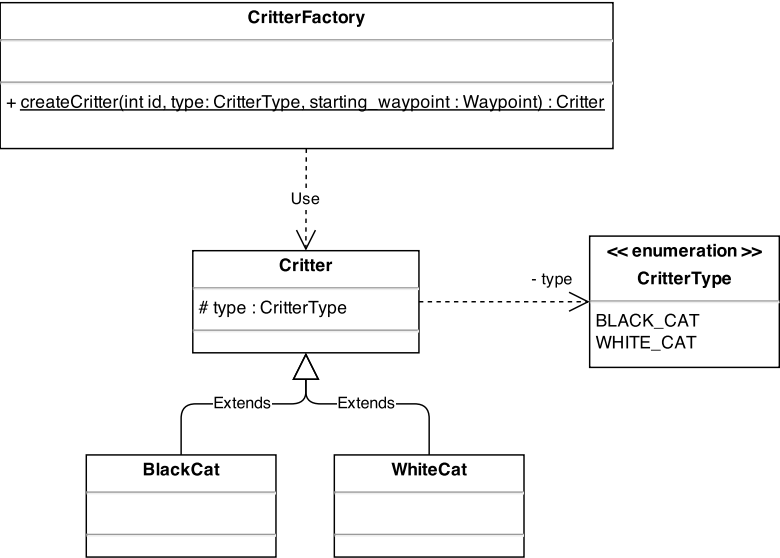 CritterFactory
+ createCritter(int id, type: CritterType, starting_waypoint : Waypoint) : Critter
Use
Critter
# type : CritterType
- type
<< enumeration >>
CritterType
BLACK_CAT
WHITE_CAT
Extends
Extends
BlackCat
WhiteCat